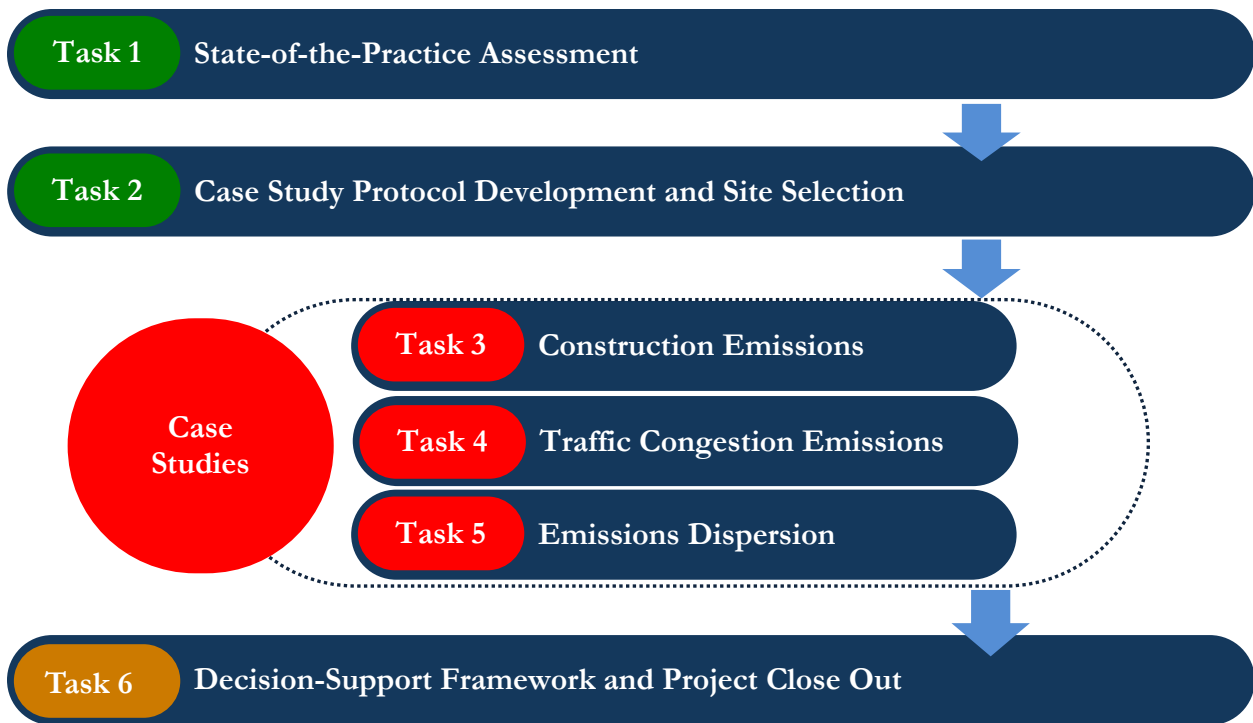 Task 1 State-of-the-Practice Assessment
Task 2 Case Study Protocol Development and Site Selection
Case
Studies
Task 3 Construction Emissions
Task 4 Traffic Congestion Emissions
Task 5 Emissions Dispersion
Task 6 Decision-Support Framework and Project Close Out